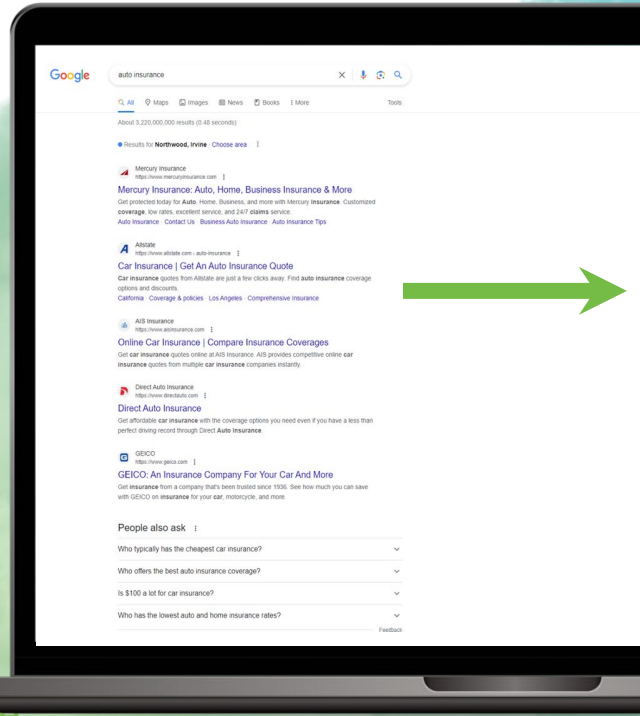 Google
auto insurance
All Maps Images News Books More Tools
About 3,220,000,000 results (0.48 seconds)
Results for Northwood, Irvine · Choose area
Mercury Insurance
https://www.mercuryinsurance.com
Mercury Insurance: Auto, Home, Business Insurance & More
Get protected today for Auto, Home, Business, and more with Mercury Insurance. Customized
coverage, low rates, excellent service, and 24/7 claims service.
Auto Insurance · Contact Us · Business Auto Insurance · Auto Insurance Tips
Allstate
https://www.allstate.com › auto-insurance
Car Insurance | Get An Auto Insurance Quote
Car insurance quotes from Allstate are just a few clicks away. Find auto insurance coverage
options and discounts.
California · Coverage & policies · Los Angeles · Comprehensive Insurance
AIS Insurance
https://www.aisinsurance.com
Online Car Insurance | Compare Insurance Coverages
Get car insurance quotes online at AIS Insurance. AIS provides competitive online car
insurance quotes from multiple car insurance companies instantly.
Direct Auto Insurance
https://www.directauto.com
Direct Auto Insurance
Get affordable car insurance with the coverage options you need even if you have a less than
perfect driving record through Direct Auto Insurance.
GEICO
https://www.geico.com
GEICO: An Insurance Company For Your Car And More
Get insurance from a company that's been trusted since 1936. See how much you can save
with GEICO on insurance for your car, motorcycle, and more.
People also ask
Who typically has the cheapest car insurance?
Who offers the best auto insurance coverage?
Is $100 a lot for car insurance?
Who has the lowest auto and home insurance rates?
Feedback